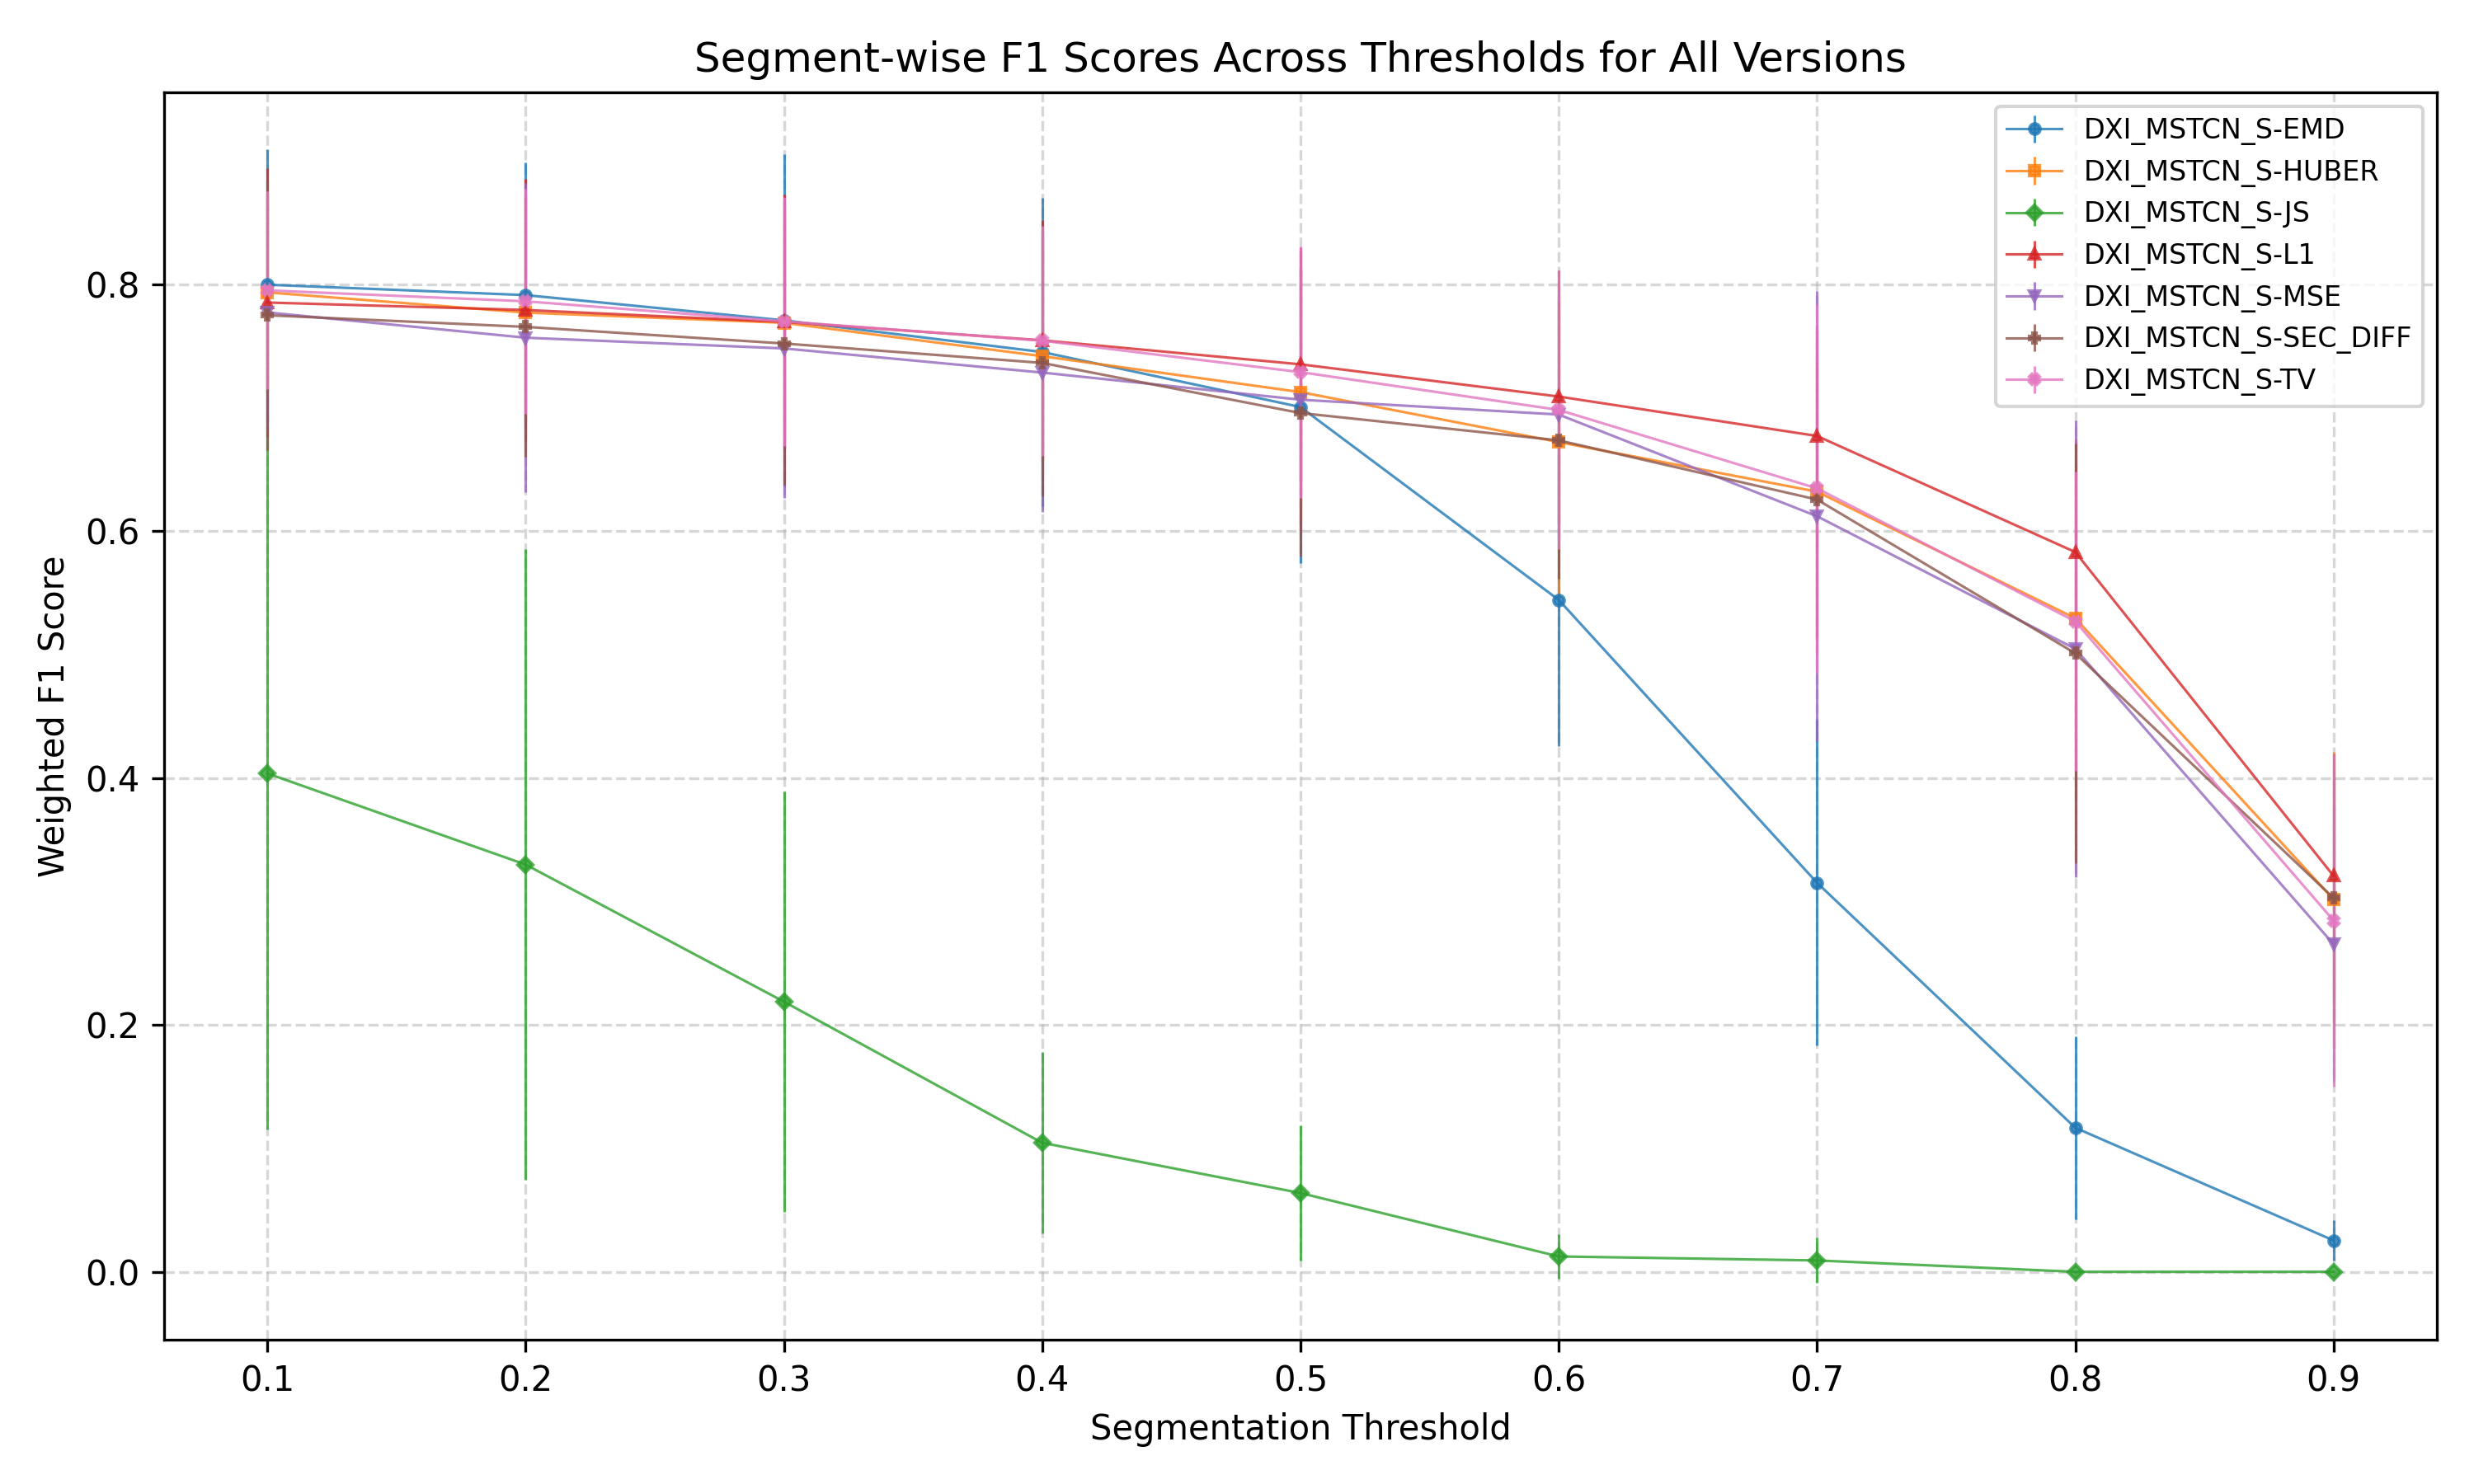 Segment-wise F1 Scores Across Thresholds for All Versions
DXI_MSTCN_S-EMD
DXI_MSTCN_S-HUBER
DXI_MSTCN_S-JS
DXI_MSTCN_S-L1
DXI_MSTCN_S-MSE
DXI_MSTCN_S-SEC_DIFF
DXI_MSTCN_S-TV
Weighted F1 Score
0.8
0.6
0.4
0.2
0.0
0.1 0.2 0.3 0.4 0.5 0.6 0.7 0.8 0.9
Segmentation Threshold